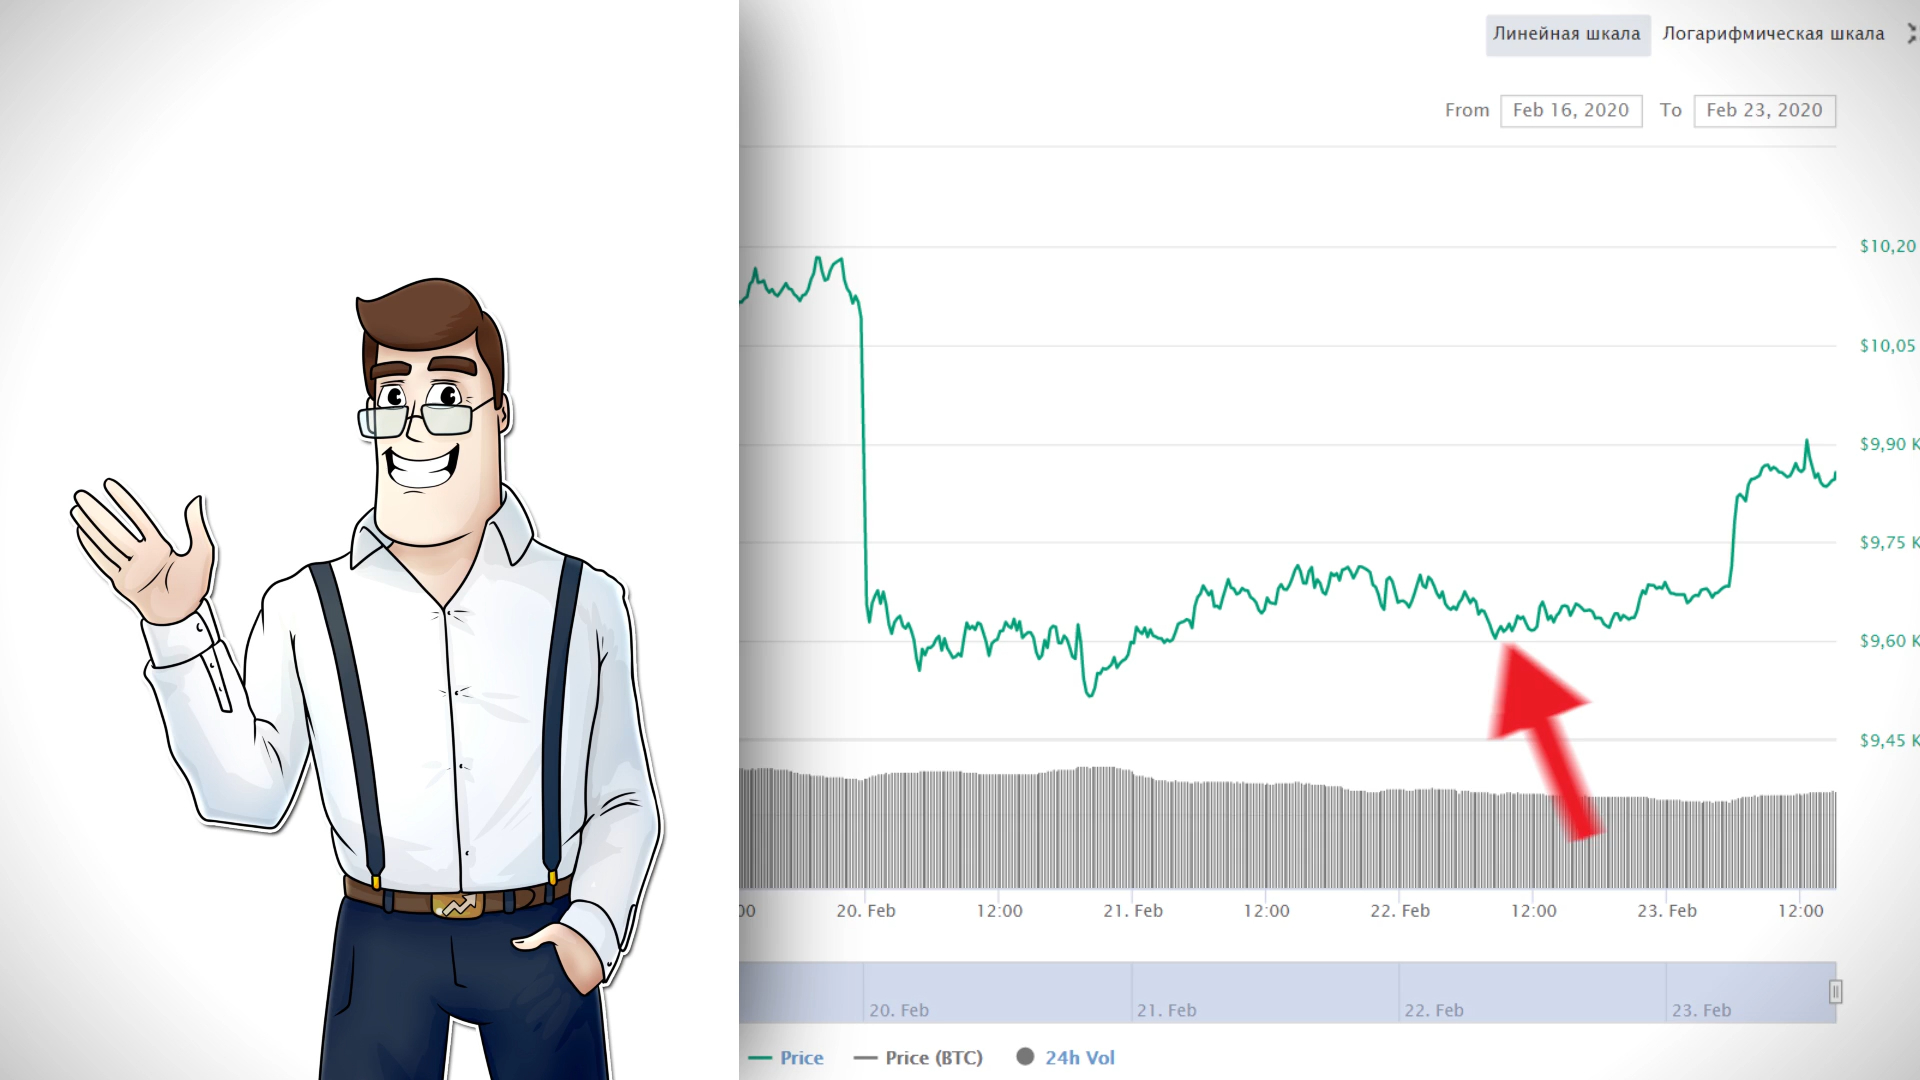 Линейная шкала Логарифмическая шкала
From Feb 16, 2020 To Feb 23, 2020
$10,20
$10,05
$9,90 K
$9,75 K
$9,60 K
$9,45 K
00 20. Feb 12:00 21. Feb 12:00 22. Feb 12:00 23. Feb 12:00
20. Feb 21. Feb 22. Feb 23. Feb
Price Price (BTC) 24h Vol